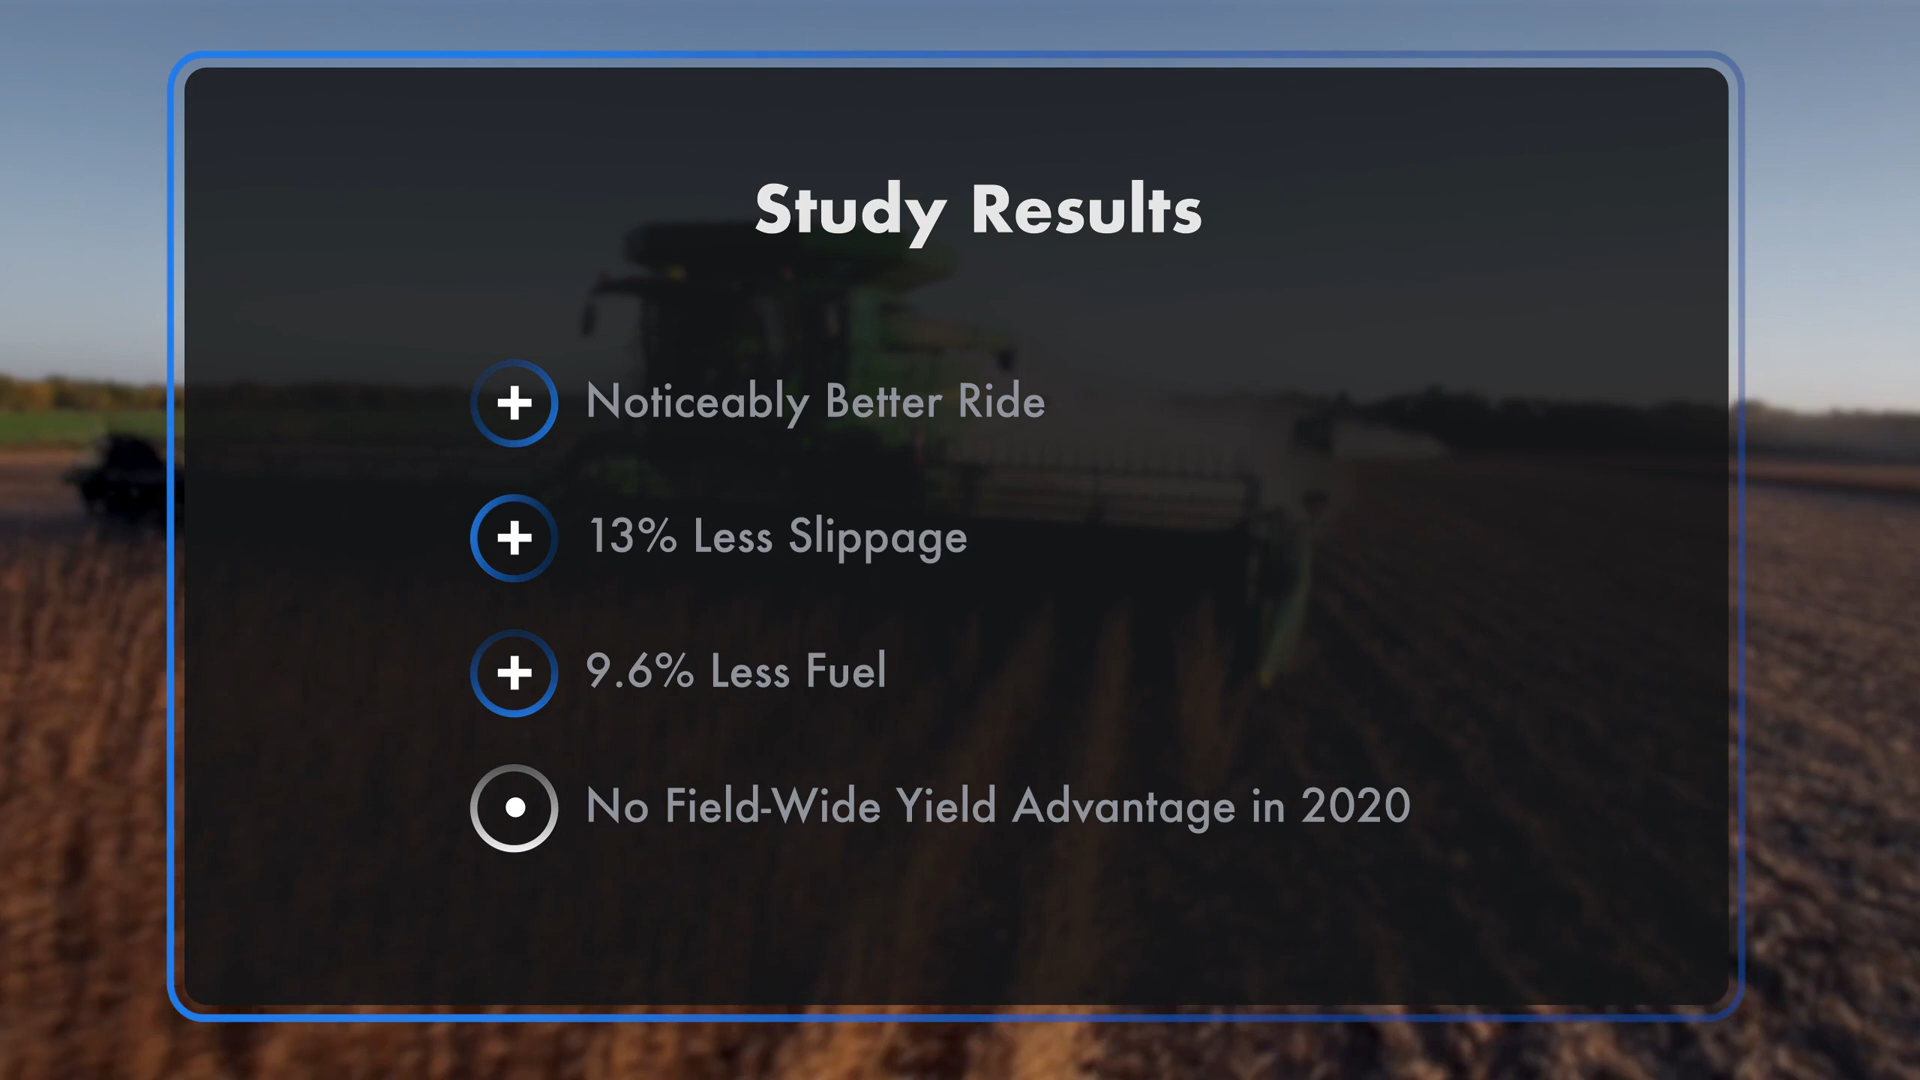 Study Results
Noticeably Better Ride
13% Less Slippage
9.6% Less Fuel
No Field-Wide Yield Advantage in 2020